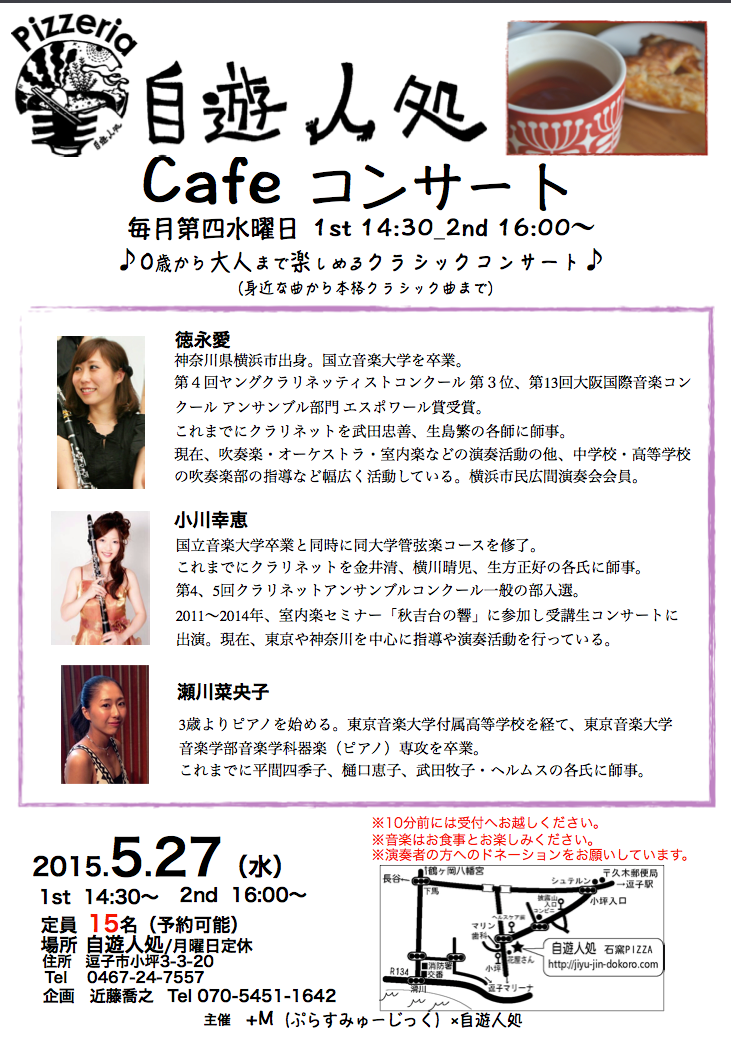 Pizzeria
自遊人処
自遊人処
Cafe コンサート
毎月第四水曜日 1st 14:30_2nd 16:00〜
♪0歳から大人まで楽しめるクラシックコンサート♪
(身近な曲から本格クラシック曲まで)
徳永愛
神奈川県横浜市出身。国立音楽大学を卒業。
第4回ヤングクラリネッティストコンクール 第3位、第13回大阪国際音楽コン
クール アンサンブル部門 エスポワール賞受賞。
これまでにクラリネットを武田忠善、生島繁の各師に師事。
現在、吹奏楽・オーケストラ・室内楽などの演奏活動の他、中学校・高等学校
の吹奏楽部の指導など幅広く活動している。横浜市民広間演奏会会員。
小川幸恵
国立音楽大学卒業と同時に同大学管弦楽コースを修了。
これまでにクラリネットを金井清、横川晴児、生方正好の各氏に師事。
第4、5回クラリネットアンサンブルコンクール一般の部入選。
2011〜2014年、室内楽セミナー「秋吉台の響」に参加し受講生コンサートに
出演。現在、東京や神奈川を中心に指導や演奏活動を行っている。
瀬川菜央子
3歳よりピアノを始める。東京音楽大学付属高等学校を経て、東京音楽大学
音楽学部音楽学科器楽（ピアノ）専攻を卒業。
これまでに平間四季子、樋口恵子、武田牧子・ヘルムスの各氏に師事。
※10分前には受付へお越しください。
※音楽はお食事とお楽しみください。
※演奏者の方へのドネーションをお願いしています。
2015.5.27（水）
1st 14:30〜 2nd 16:00〜
定員 15名（予約可能）
場所 自遊人処/月曜日定休
住所 逗子市小坪3-3-20
Tel 0467-24-7557
企画 近藤喬之 Tel 070-5451-1642
主催 +M（ぷらすみゅーじっく）×自遊人処
長谷←
↑鶴ヶ岡八幡宮
下馬
シュテルン
〒久木郵便局
→逗子駅
小坪入口
披露山
入口
コンビニ
ヘルスケア㈱
マリン
歯科
花屋さん
小坪
消防署
交番
R134
滑川
逗子マリーナ
自遊人処 石窯PIZZA
http://jiyu-jin-dokoro.com